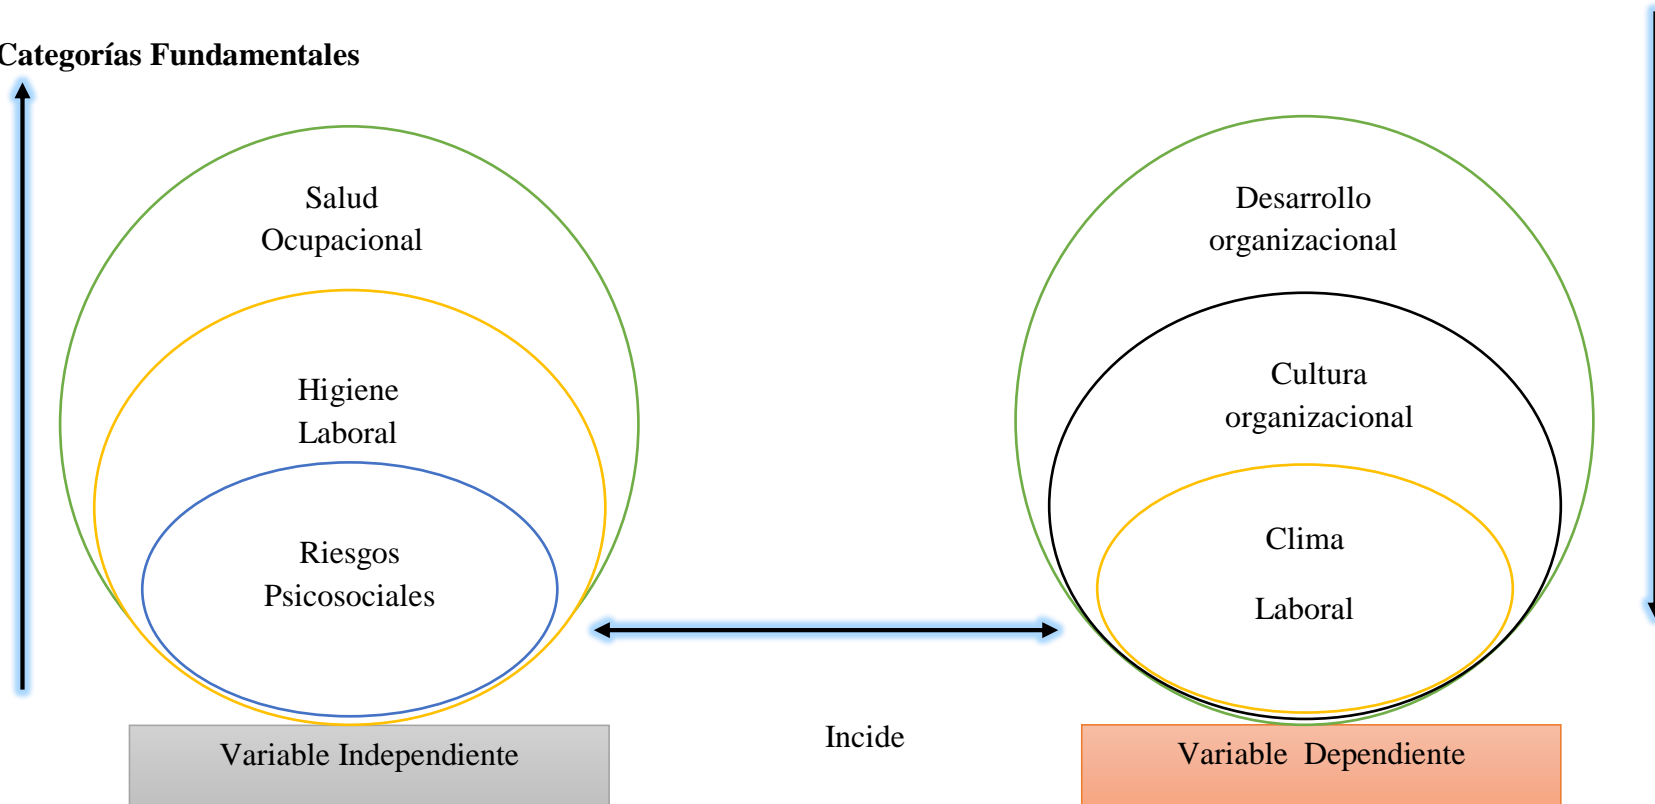 Categorías Fundamentales
Salud
Ocupacional
Higiene
Laboral
Riesgos
Psicosociales
Variable Independiente
Incide
Desarrollo
organizacional
Cultura
organizacional
Clima
Laboral
Variable  Dependiente